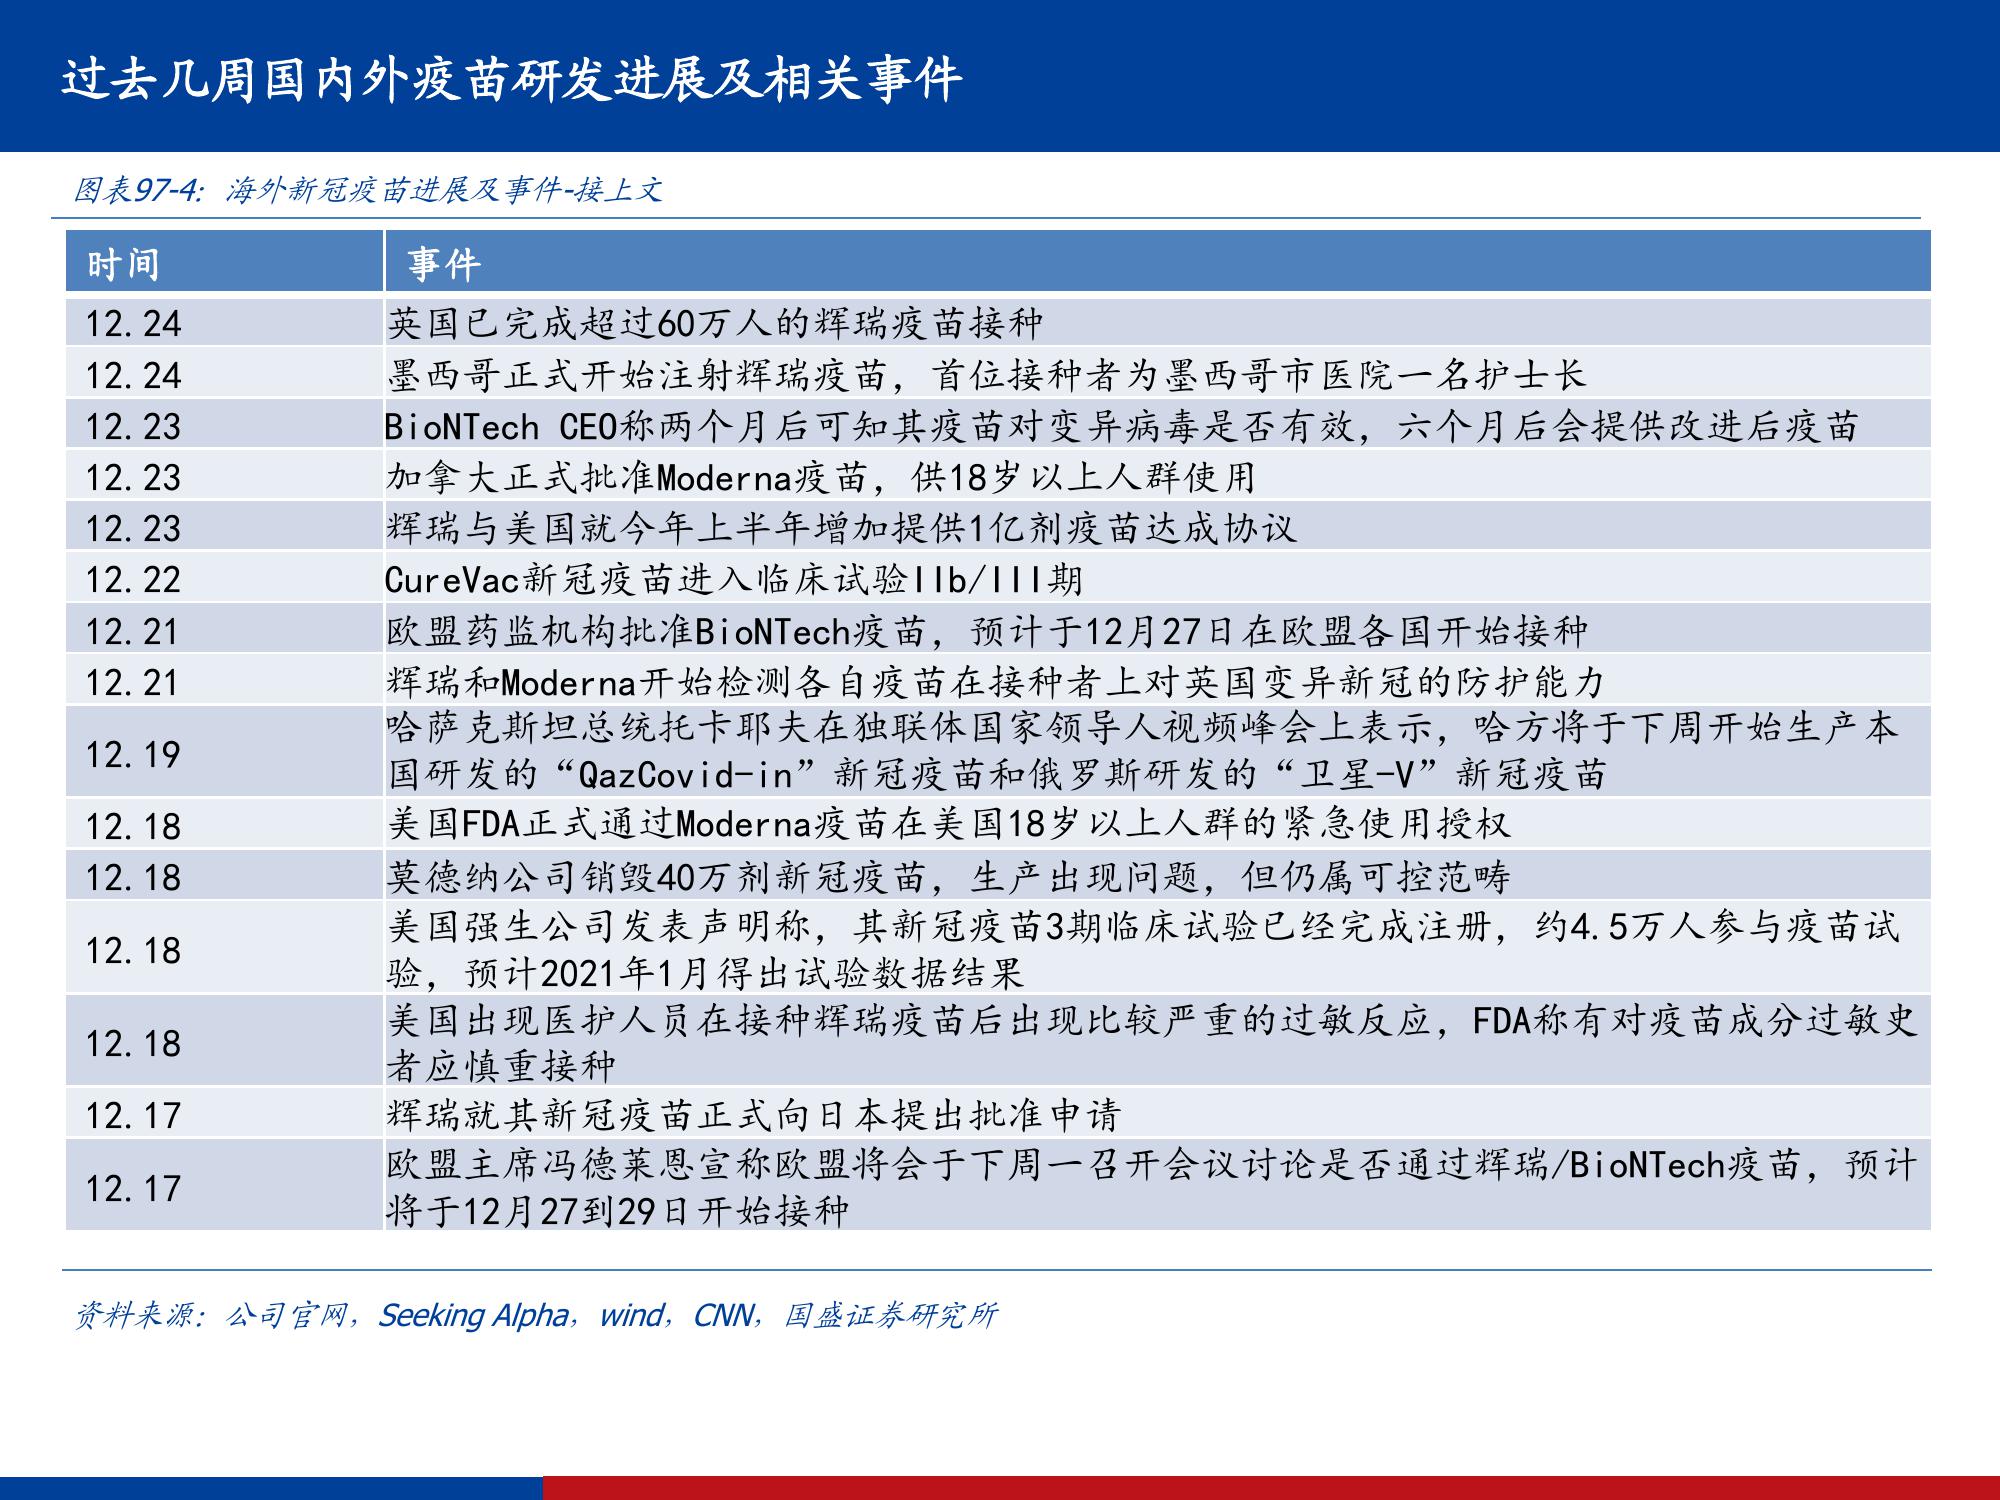 过去几周国内外疫苗研发进展及相关事件
图表97-4：海外新冠疫苗进展及事件-接上文
时间 事件
12.24 英国已完成超过60万人的辉瑞疫苗接种
12.24 墨西哥正式开始注射辉瑞疫苗，首位接种者为墨西哥市医院一名护士长
12.23 BioNTech CEO称两个月后可知其疫苗对变异病毒是否有效，六个月后会提供改进后疫苗
12.23 加拿大正式批准Moderna疫苗，供18岁以上人群使用
12.23 辉瑞与美国就今年上半年增加提供1亿剂疫苗达成协议
12.22 CureVac新冠疫苗进入临床试验IIb/III期
12.21 欧盟药监机构批准BioNTech疫苗，预计于12月27日在欧盟各国开始接种
12.21 辉瑞和Moderna开始检测各自疫苗在接种者上对英国变异新冠的防护能力
12.19 哈萨克斯坦总统托卡耶夫在独联体国家领导人视频峰会上表示，哈方将于下周开始生产本
国研发的“QazCovid-in”新冠疫苗和俄罗斯研发的“卫星-V”新冠疫苗
12.18 美国FDA正式通过Moderna疫苗在美国18岁以上人群的紧急使用授权
12.18 莫德纳公司销毁40万剂新冠疫苗，生产出现问题，但仍属可控范畴
12.18 美国强生公司发表声明称，其新冠疫苗3期临床试验已经完成注册，约4.5万人参与疫苗试
验，预计2021年1月得出试验数据结果
12.18 美国出现医护人员在接种辉瑞疫苗后出现比较严重的过敏反应，FDA称有对疫苗成分过敏史
者应慎重接种
12.17 辉瑞就其新冠疫苗正式向日本提出批准申请
12.17 欧盟主席冯德莱恩宣称欧盟将会于下周一召开会议讨论是否通过辉瑞/BioNTech疫苗，预计
将于12月27到29日开始接种
资料来源：公司官网，Seeking Alpha，wind，CNN，国盛证券研究所